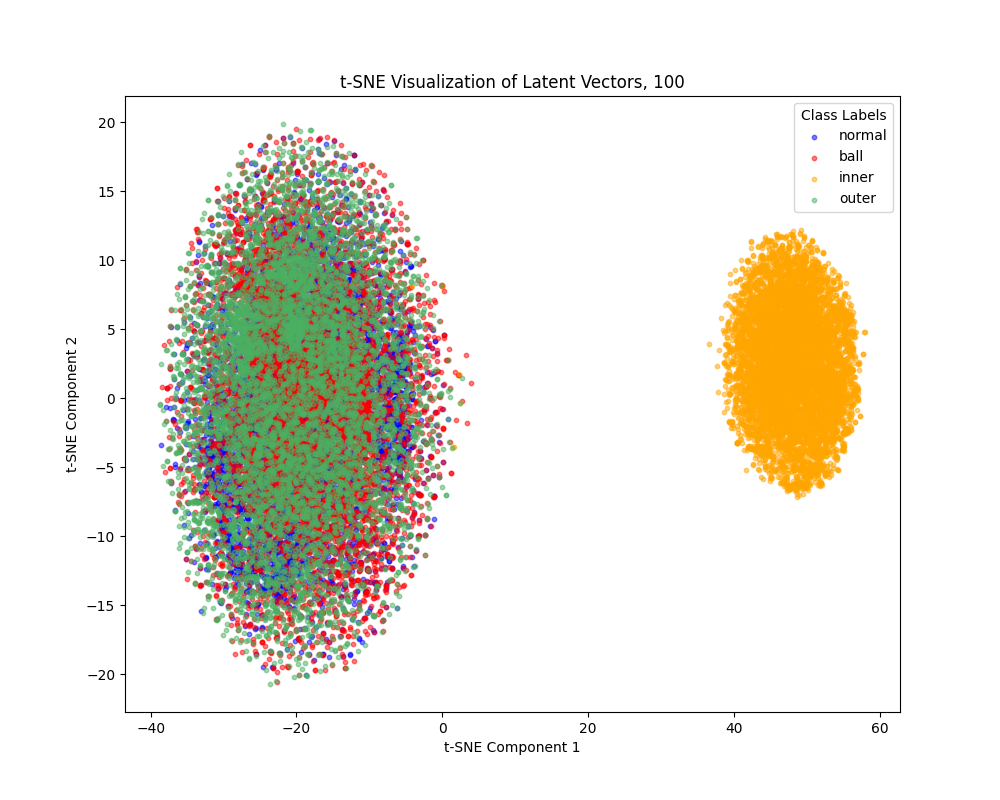 t-SNE Visualization of Latent Vectors, 100
Class Labels
normal
ball
inner
outer
20
15
10
5
0
−5
−10
−15
−20
t-SNE Component 2
−40
−20
0
20
40
60
t-SNE Component 1